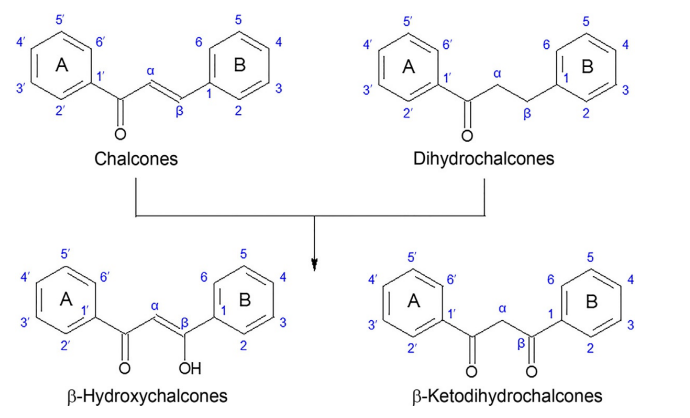 5′ 5
4′ 6′ 6 4
A B
α
3′ 1′ 1 3
2′ β 2
O
Chalcones
5′ 5
4′ 6′ 6 4
A B
α
3′ 1′ 1 3
2′ β 2
O
Dihydrochalcones
5′ 5
4′ 6′ 6 4
A B
α
3′ 1′ β 1 3
2′ 2
O OH
β-Hydroxychalcones
5′ 5
4′ 6′ 6 4
A B
α
3′ 1′ 1 3
2′ β 2
O O
β-Ketodihydrochalcones